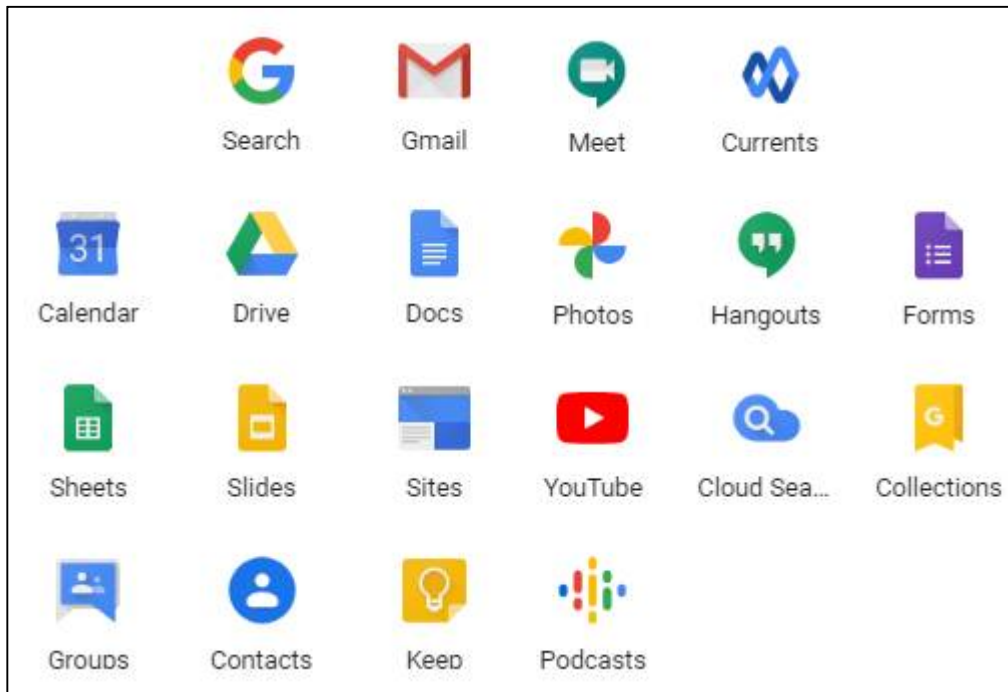 Search Gmail Meet Currents
31
Calendar Drive Docs Photos Hangouts Forms
G
Sheets Slides Sites YouTube Cloud Sea... Collections
Groups Contacts Keep Podcasts